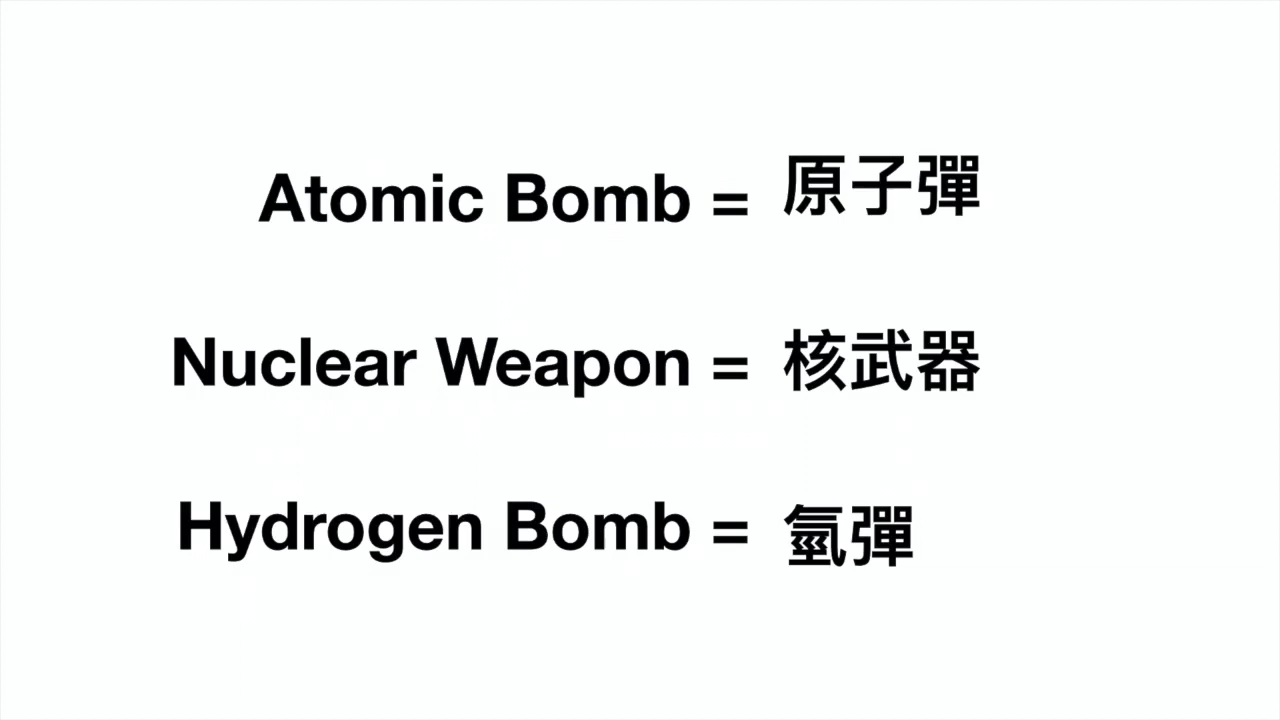 Atomic Bomb = 原子彈
Nuclear Weapon = 核武器
Hydrogen Bomb = 氫彈